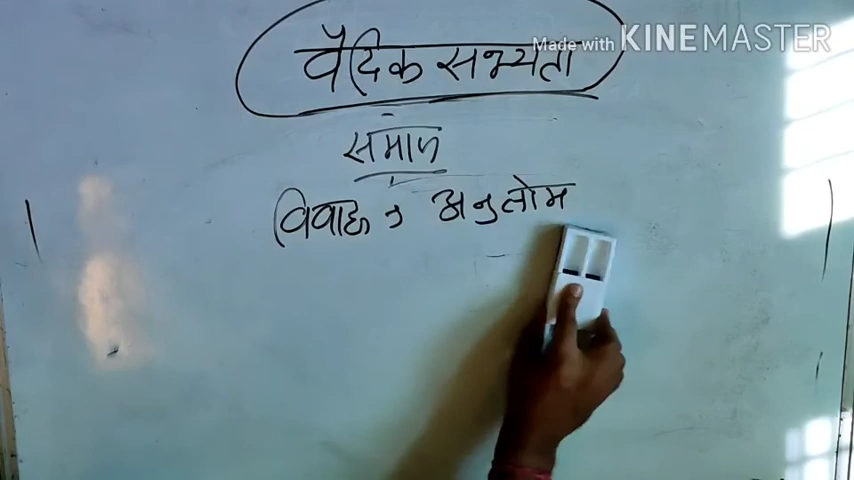 वैदिक सभ्यता
Made with KINEMASTER
समाज
विवाह → अनुलोम